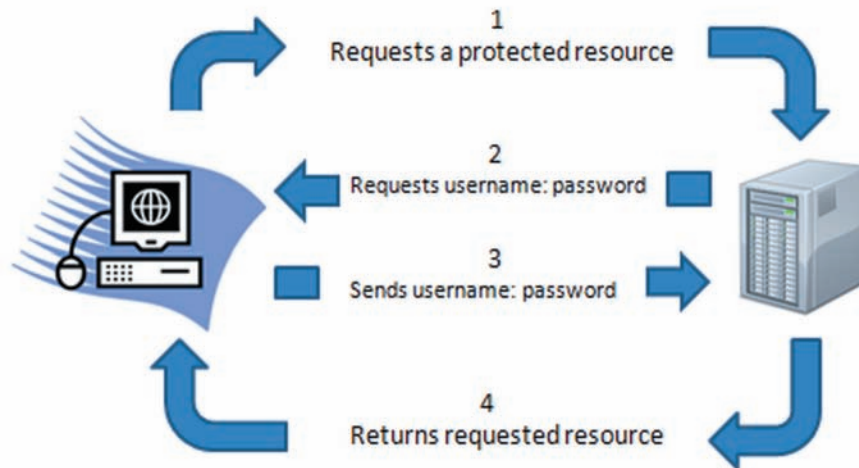 1
Requests a protected resource
2
Requests username: password
3
Sends username: password
4
Returns requested resource